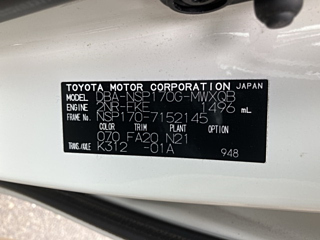 TOYOTA MOTOR CORPORATION JAPAN
MODEL DBA-NSP170G-MWXQB
ENGINE 2NR-FKE 1496 mL
FRAME No. NSP170-7152145
COLOR TRIM PLANT OPTION
070 FA20 N21
TRANS./AXLE K312 -01A
948